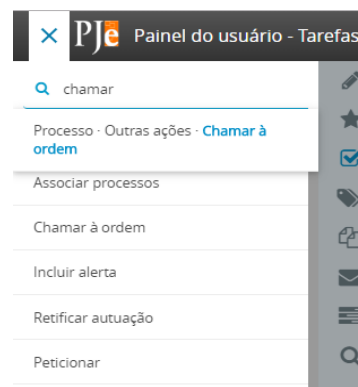 PJe Painel do usuário - Tarefas
chamar
Processo · Outras ações · Chamar à
ordem
Associar processos
Chamar à ordem
Incluir alerta
Retificar autuação
Peticionar